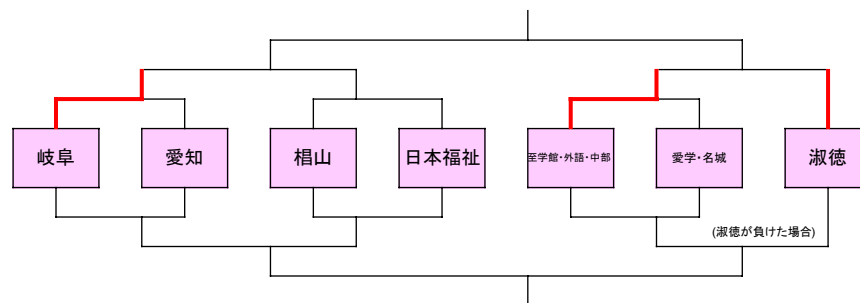 岐阜
愛知
椙山
日本福祉
至学館・外語・中部
愛学・名城
淑徳
(淑徳が負けた場合)